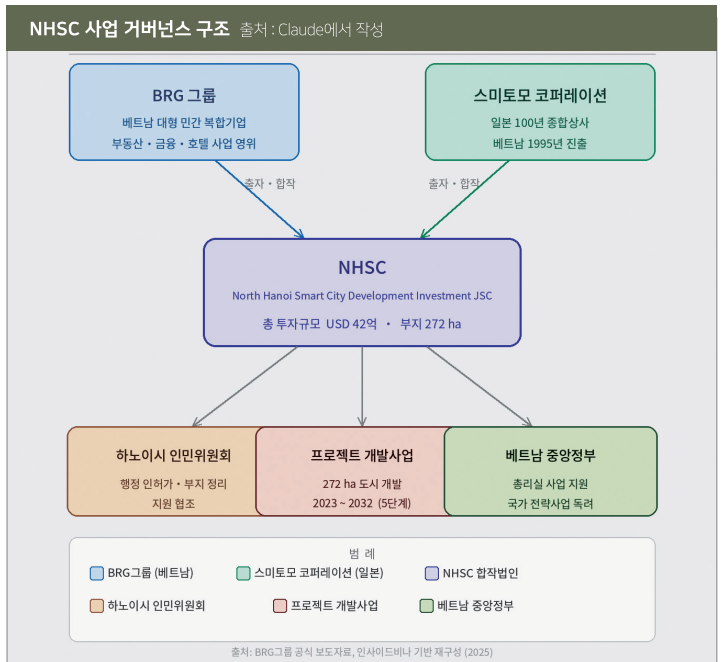 NHSC 사업 거버넌스 구조 출처 : Claude에서 작성
BRG 그룹
베트남 대형 민간 복합기업
부동산・금융・호텔 사업 영위
스미토모 코퍼레이션
일본 100년 종합상사
베트남 1995년 진출
출자・합작
출자・합작
NHSC
North Hanoi Smart City Development Investment JSC
총 투자규모 USD 42억 ・ 부지 272 ha
하노이시 인민위원회
행정 인허가・부지 정리
지원 협조
프로젝트 개발사업
272 ha 도시 개발
2023 ~ 2032 (5단계)
베트남 중앙정부
총리실 사업 지원
국가 전략사업 독려
범 례
BRG그룹 (베트남)
스미토모 코퍼레이션 (일본)
NHSC 합작법인
하노이시 인민위원회
프로젝트 개발사업
베트남 중앙정부
출처: BRG그룹 공식 보도자료, 인사이드비나 기반 재구성 (2025)